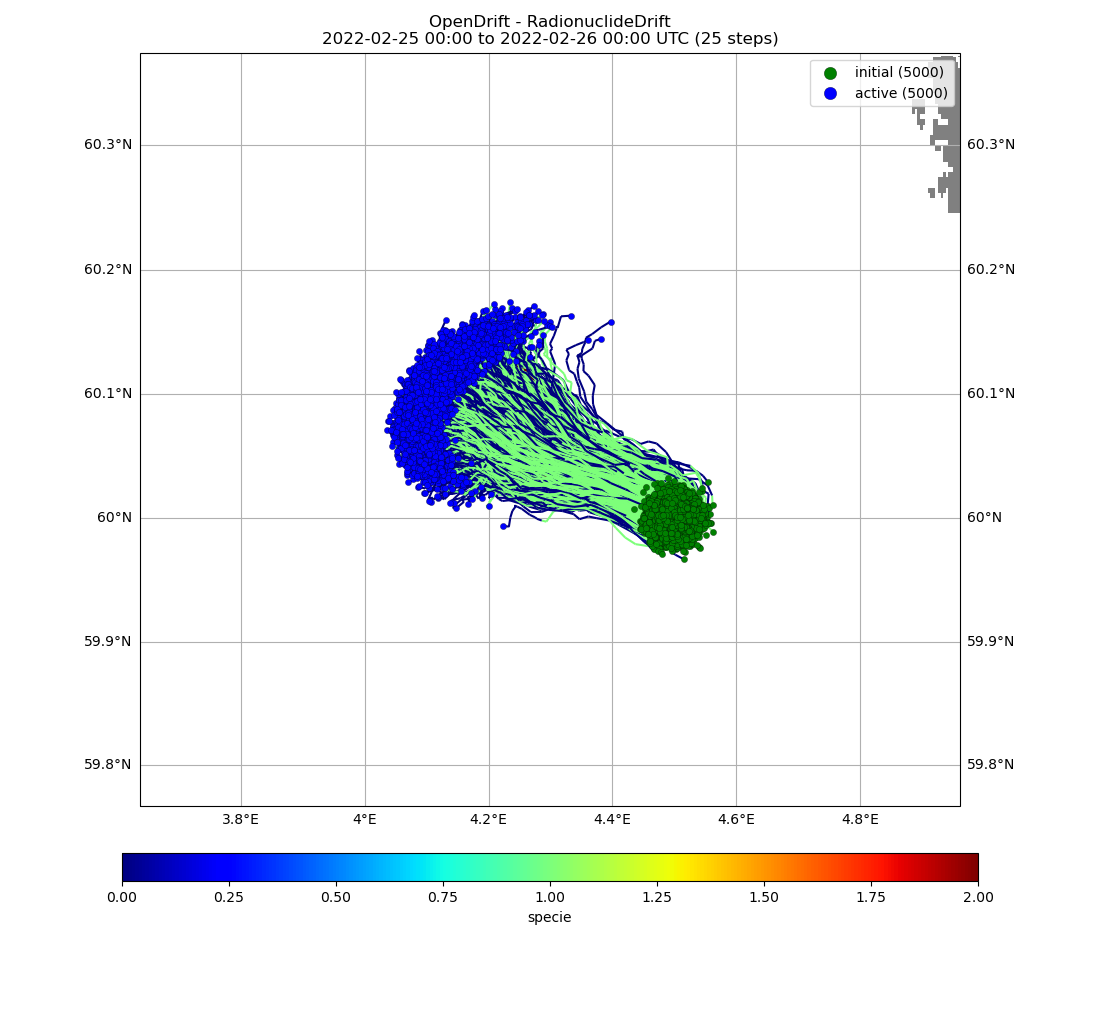 OpenDrift - RadionuclideDrift
2022-02-25 00:00 to 2022-02-26 00:00 UTC (25 steps)
initial (5000)
active (5000)
60.3°N 60.3°N
60.2°N 60.2°N
60.1°N 60.1°N
60°N 60°N
59.9°N 59.9°N
59.8°N 59.8°N
3.8°E 4°E 4.2°E 4.4°E 4.6°E 4.8°E
0.00 0.25 0.50 0.75 1.00 1.25 1.50 1.75 2.00
specie